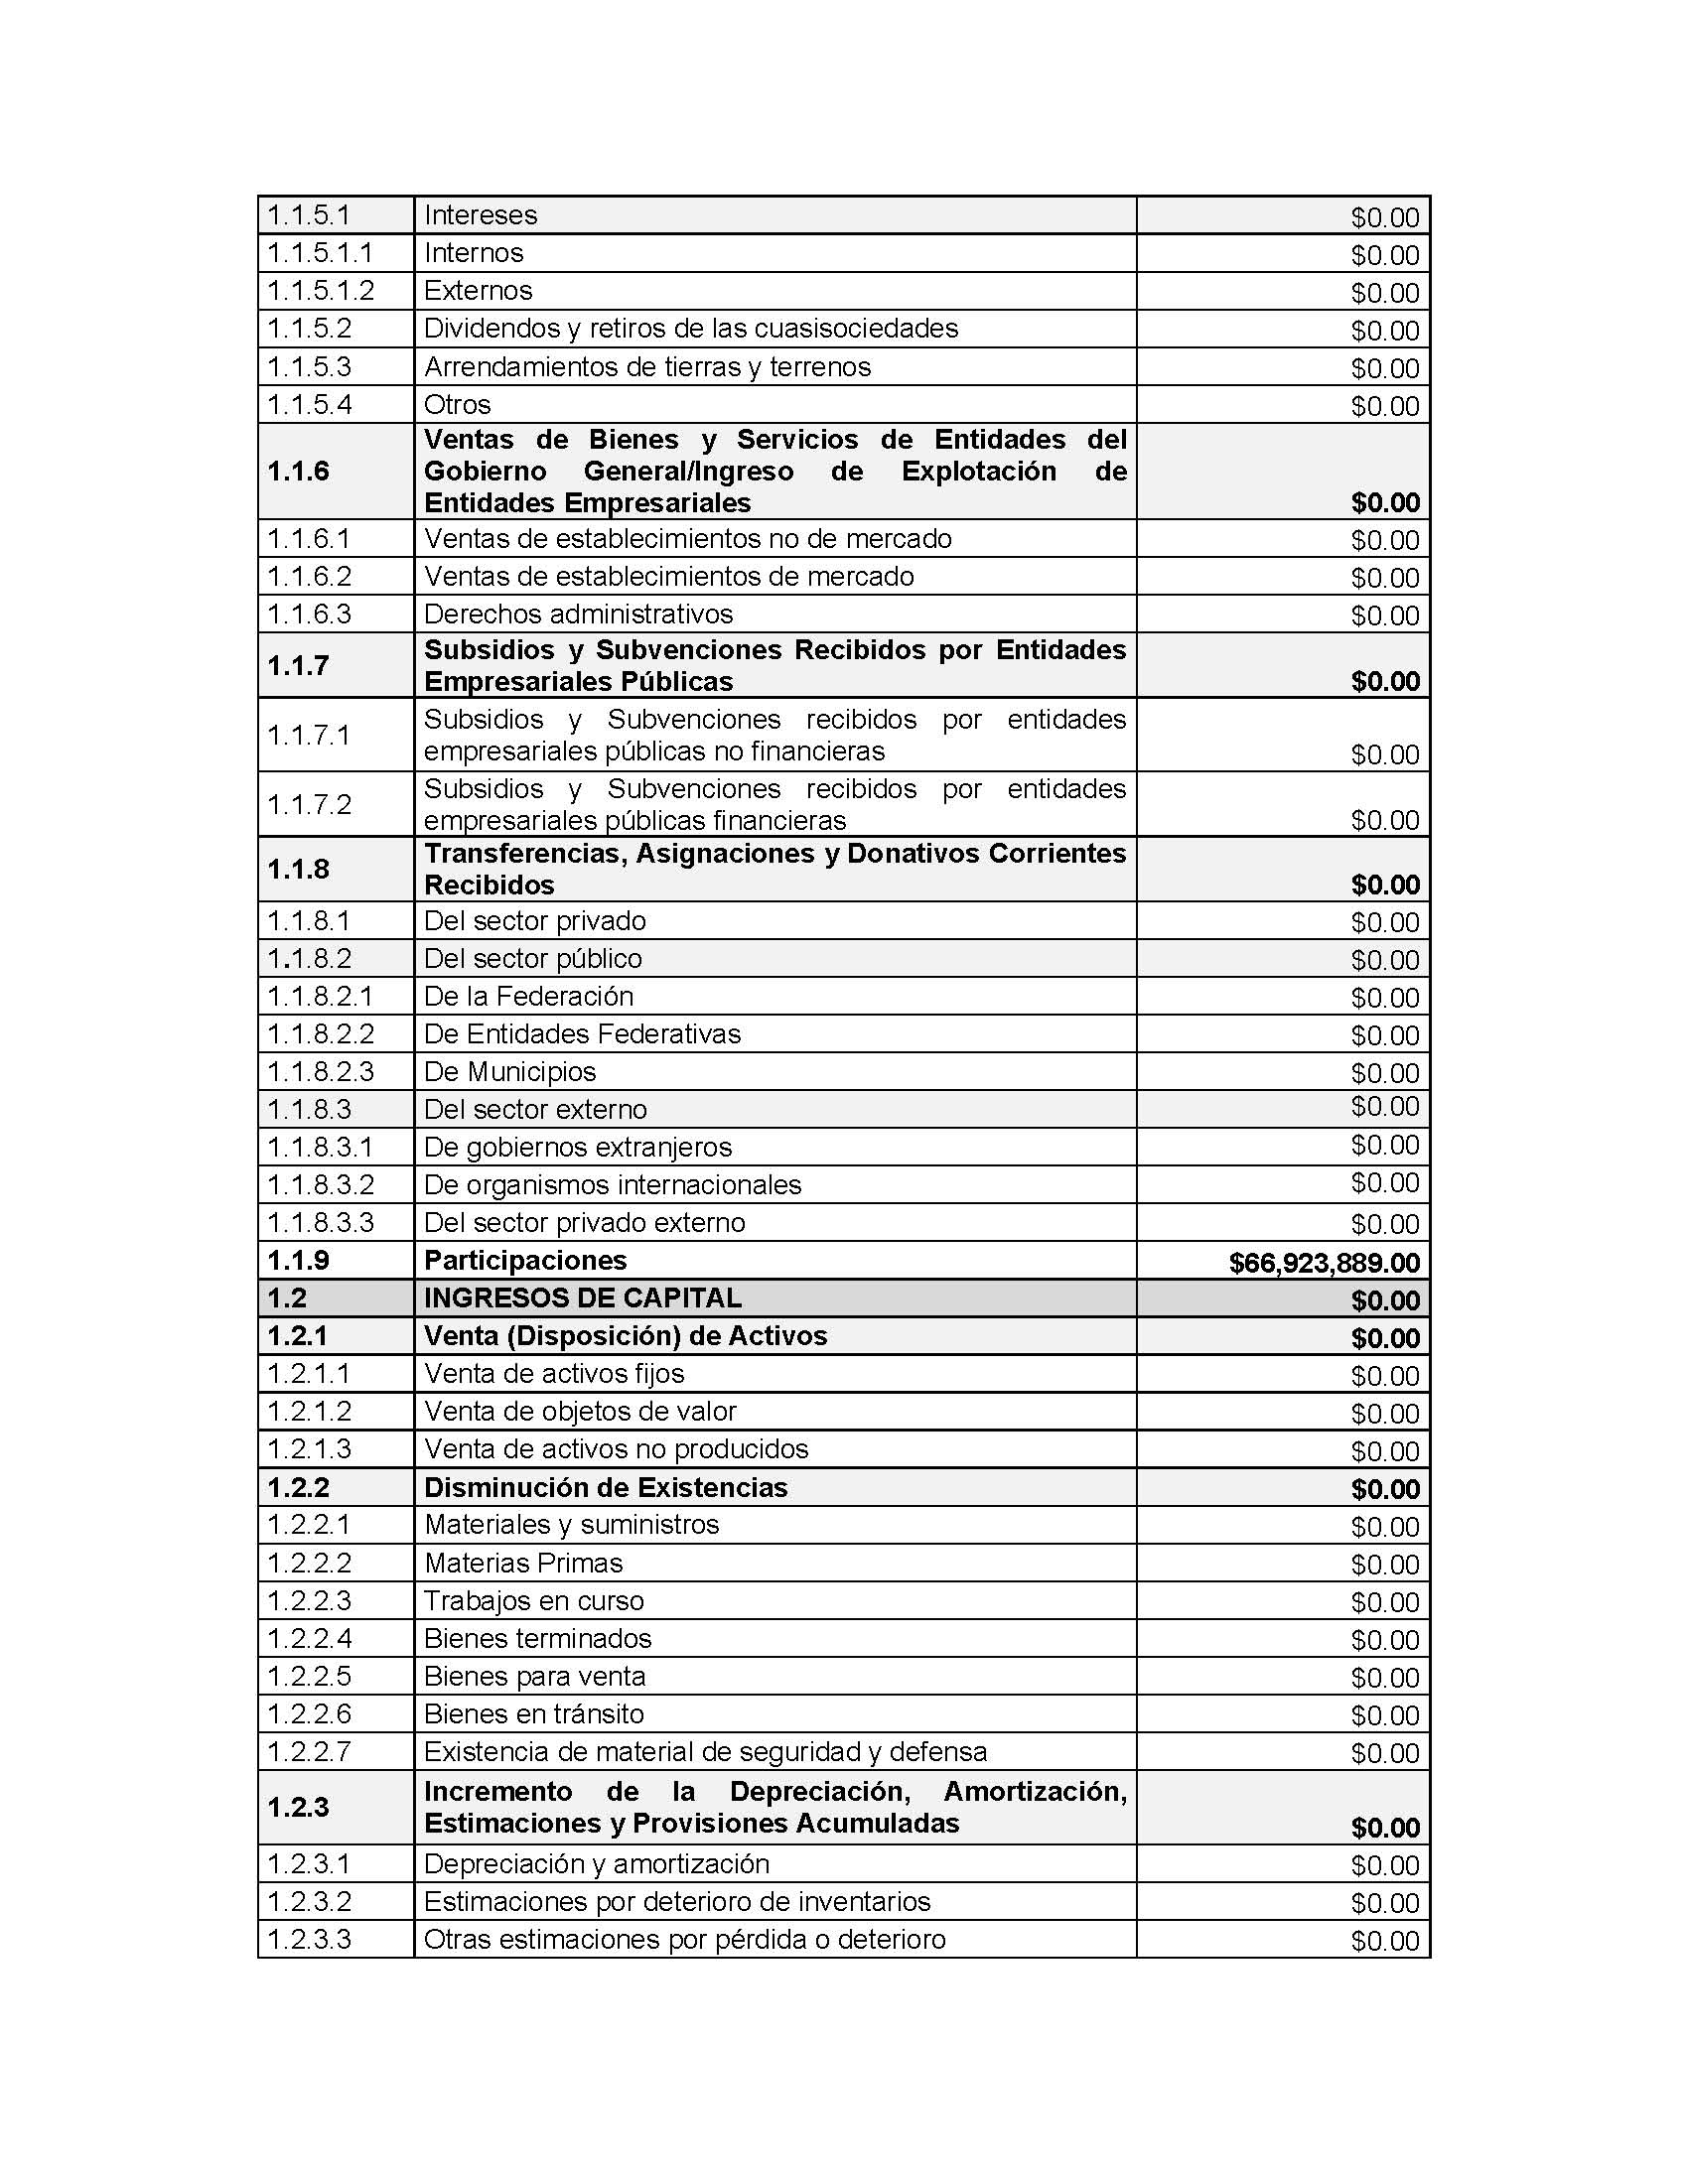 1.1.5.1 Intereses $0.00
1.1.5.1.1 Internos $0.00
1.1.5.1.2 Externos $0.00
1.1.5.2 Dividendos y retiros de las cuasisociedades $0.00
1.1.5.3 Arrendamientos de tierras y terrenos $0.00
1.1.5.4 Otros $0.00
Ventas de Bienes y Servicios de Entidades del
1.1.6 Gobierno General/Ingreso de Explotación de
Entidades Empresariales $0.00
1.1.6.1 Ventas de establecimientos no de mercado $0.00
1.1.6.2 Ventas de establecimientos de mercado $0.00
1.1.6.3 Derechos administrativos $0.00
1.1.7 Subsidios y Subvenciones Recibidos por Entidades
Empresariales Públicas $0.00
1.1.7.1 Subsidios y Subvenciones recibidos por entidades
empresariales públicas no financieras $0.00
1.1.7.2 Subsidios y Subvenciones recibidos por entidades
empresariales públicas financieras $0.00
1.1.8 Transferencias, Asignaciones y Donativos Corrientes
Recibidos $0.00
1.1.8.1 Del sector privado $0.00
1.1.8.2 Del sector público $0.00
1.1.8.2.1 De la Federación $0.00
1.1.8.2.2 De Entidades Federativas $0.00
1.1.8.2.3 De Municipios $0.00
1.1.8.3 Del sector externo $0.00
1.1.8.3.1 De gobiernos extranjeros $0.00
1.1.8.3.2 De organismos internacionales $0.00
1.1.8.3.3 Del sector privado externo $0.00
1.1.9 Participaciones $66,923,889.00
1.2 INGRESOS DE CAPITAL $0.00
1.2.1 Venta (Disposición) de Activos $0.00
1.2.1.1 Venta de activos fijos $0.00
1.2.1.2 Venta de objetos de valor $0.00
1.2.1.3 Venta de activos no producidos $0.00
1.2.2 Disminución de Existencias $0.00
1.2.2.1 Materiales y suministros $0.00
1.2.2.2 Materias Primas $0.00
1.2.2.3 Trabajos en curso $0.00
1.2.2.4 Bienes terminados $0.00
1.2.2.5 Bienes para venta $0.00
1.2.2.6 Bienes en tránsito $0.00
1.2.2.7 Existencia de material de seguridad y defensa $0.00
1.2.3 Incremento de la Depreciación, Amortización,
Estimaciones y Provisiones Acumuladas $0.00
1.2.3.1 Depreciación y amortización $0.00
1.2.3.2 Estimaciones por deterioro de inventarios $0.00
1.2.3.3 Otras estimaciones por pérdida o deterioro $0.00